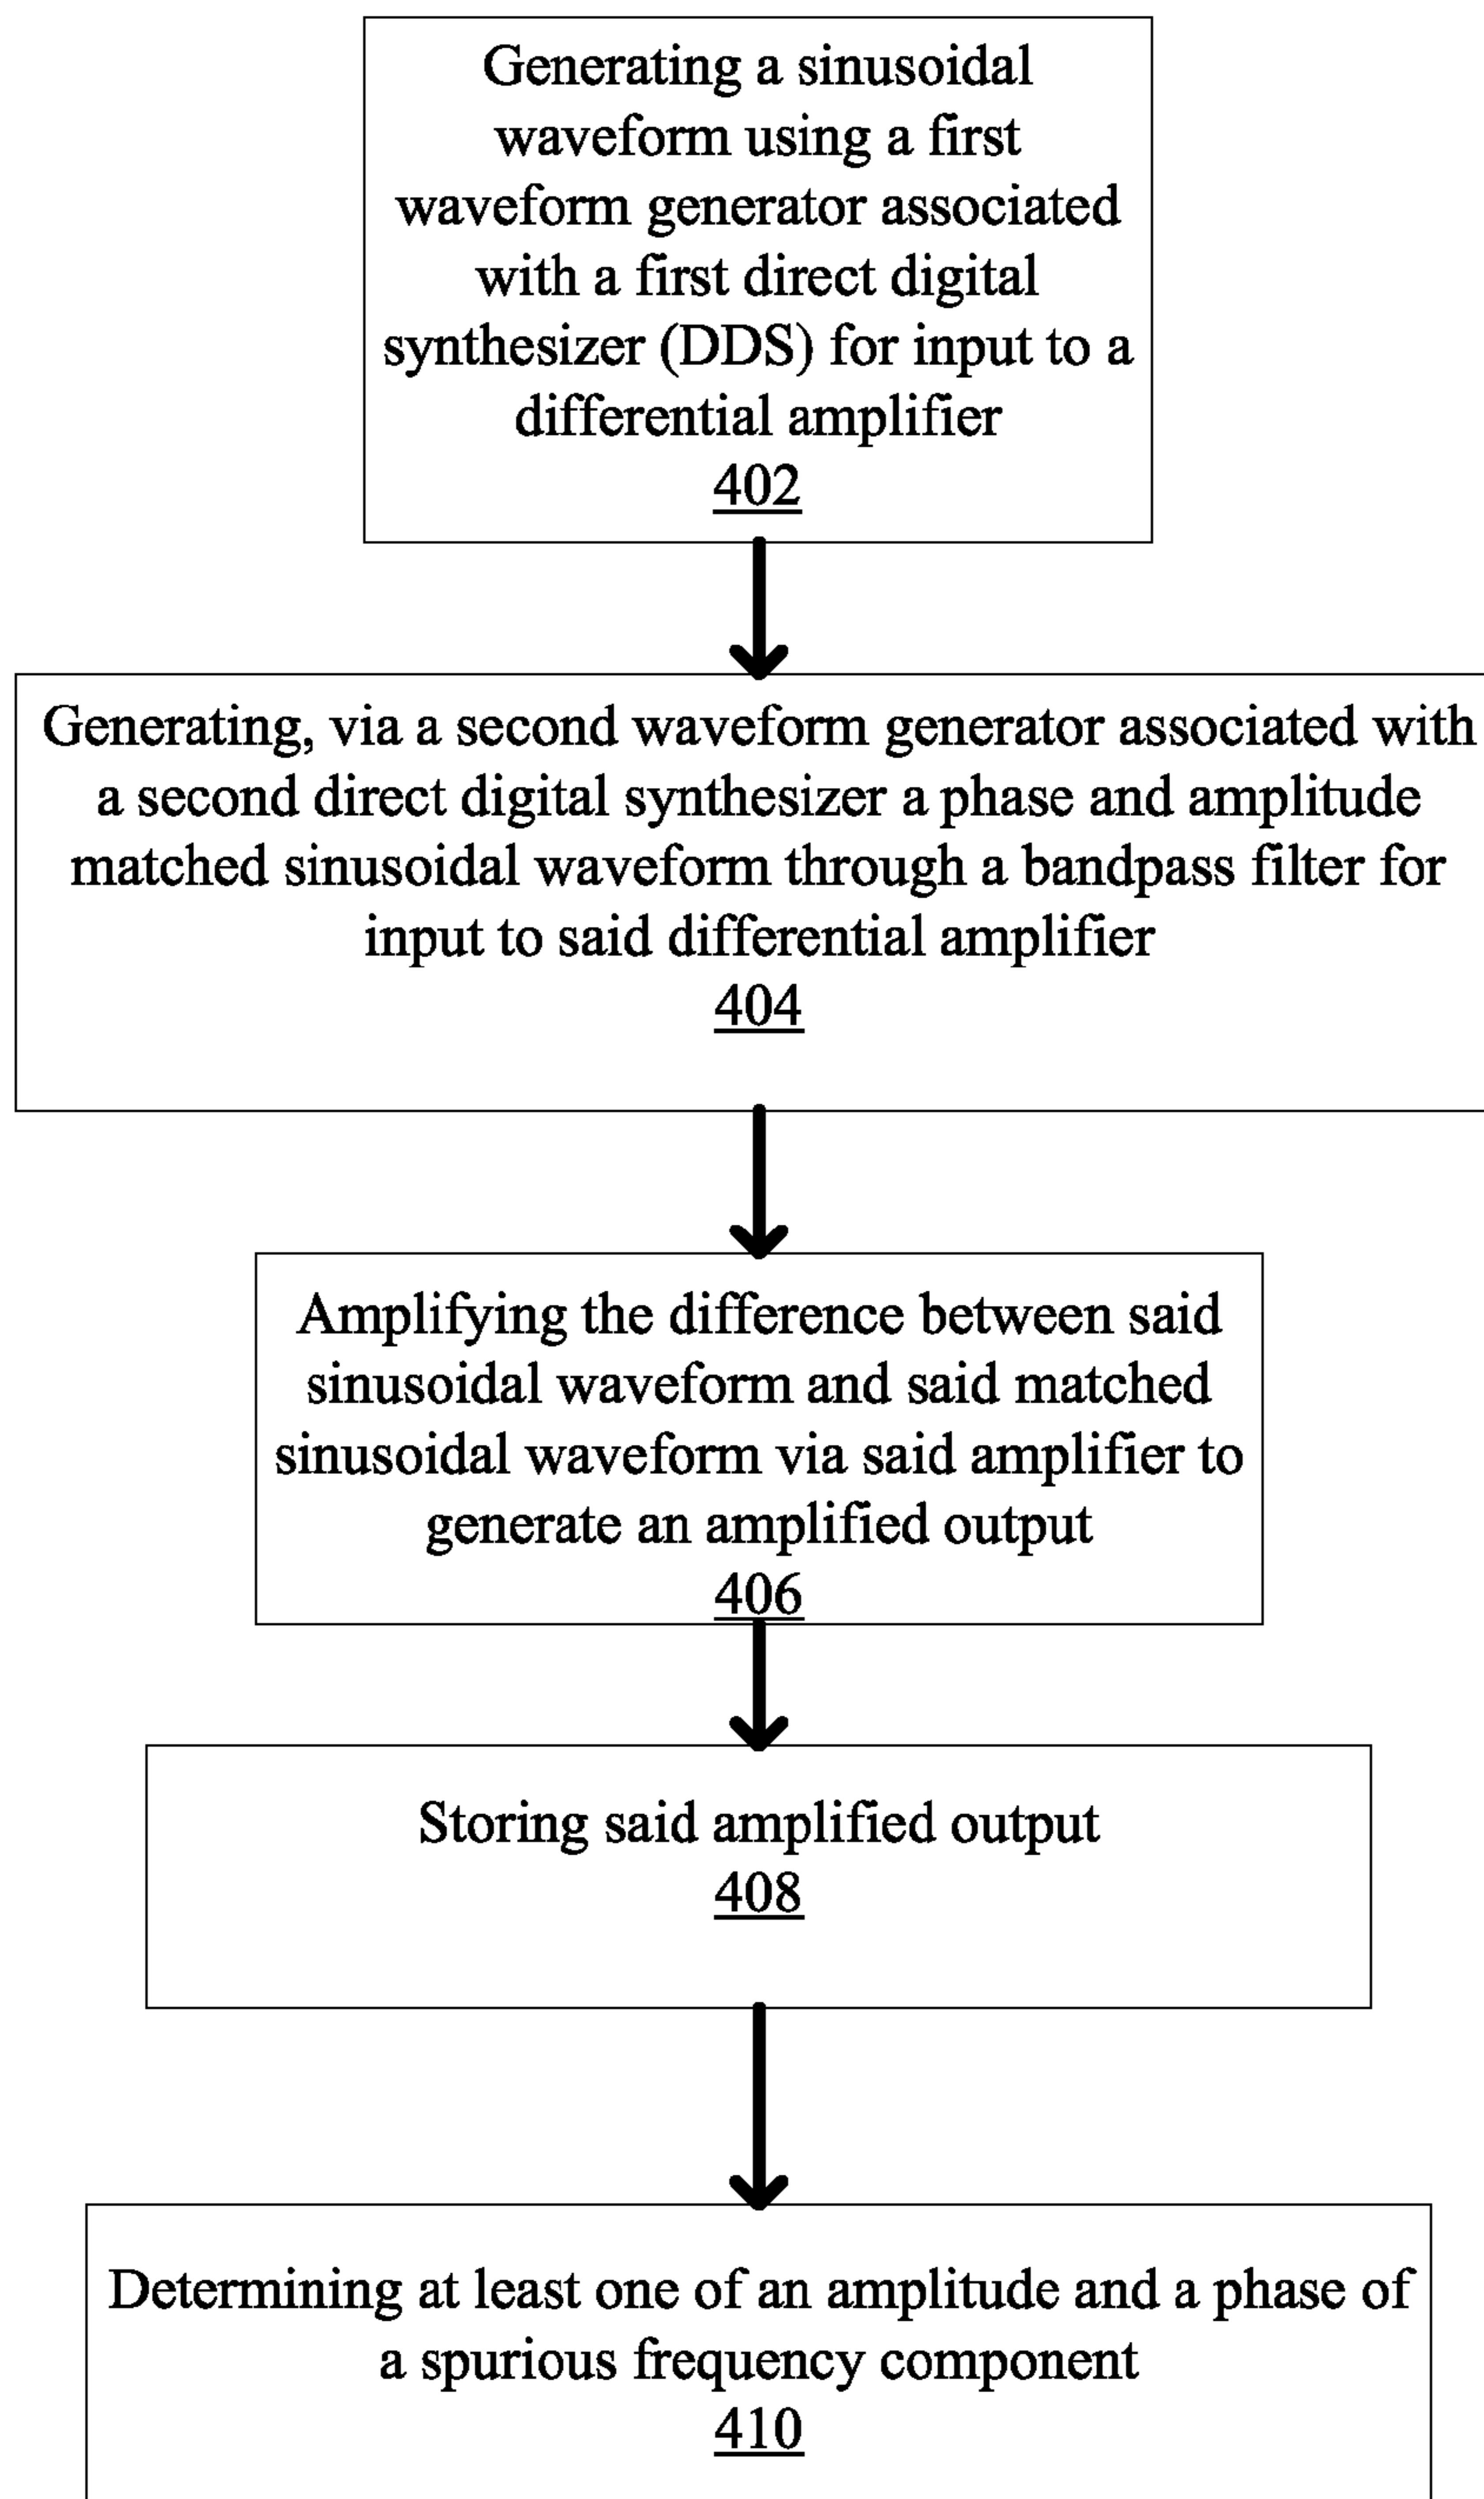 Generating a sinusoidal
waveform using a first
waveform generator associated
with a first direct digital
synthesizer (DDS) for input to a
differential amplifier
402
Generating, via a second waveform generator associated with
a second direct digital synthesizer a phase and amplitude
matched sinusoidal waveform through a bandpass filter for
input to said differential amplifier
404
Amplifying the difference between said
sinusoidal waveform and said matched
sinusoidal waveform via said amplifier to
generate an amplified output
406
Storing said amplified output
408
Determining at least one of an amplitude and a phase of
a spurious frequency component
410